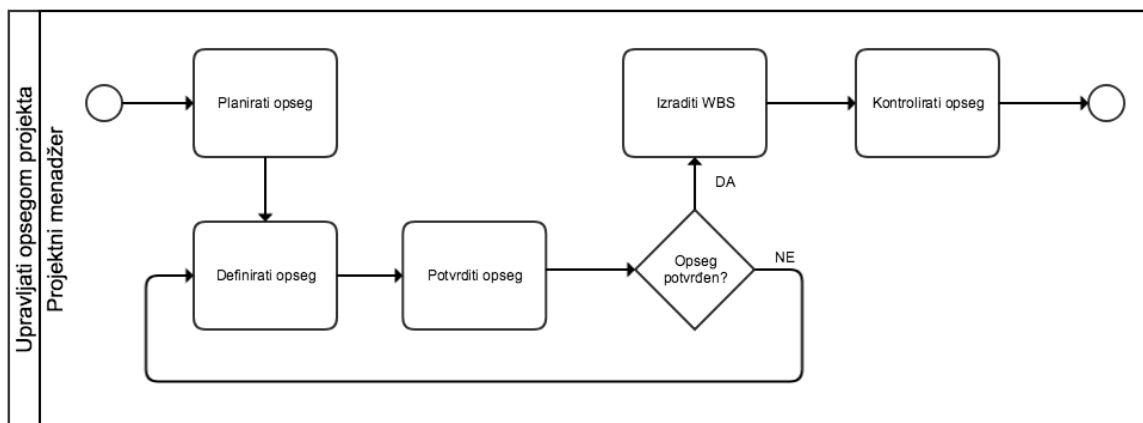 Upravljati opsegom projekta
Projektni menadžer
Planirati opseg
Izraditi WBS
Kontrolirati opseg
DA
Definirati opseg
Potvrditi opseg
Opseg
potvrđen?
NE